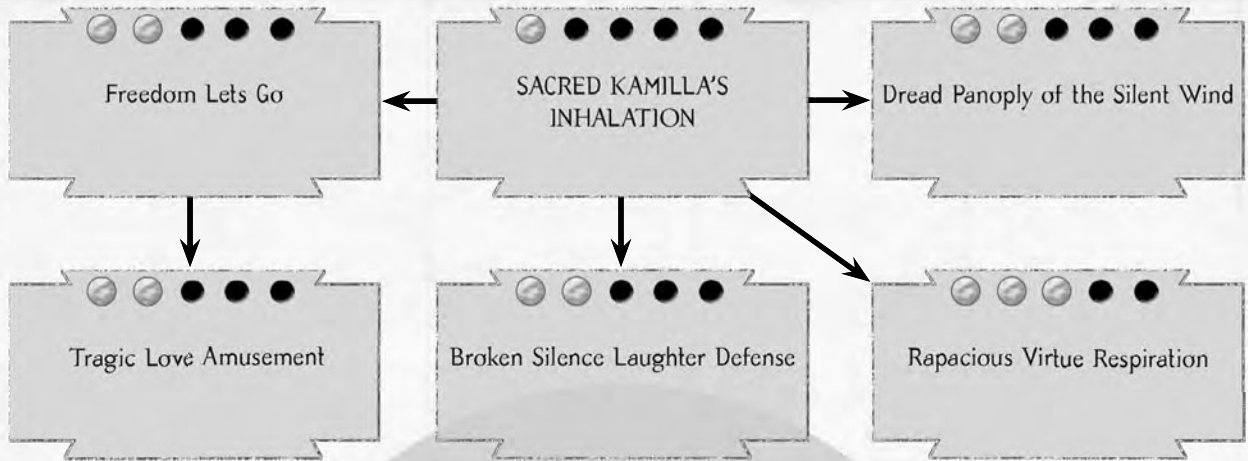 Freedom Lets Go
SACRED KAMILLA'S
INHALATION
Dread Panoply of the Silent Wind
Tragic Love Amusement
Broken Silence Laughter Defense
Rapacious Virtue Respiration